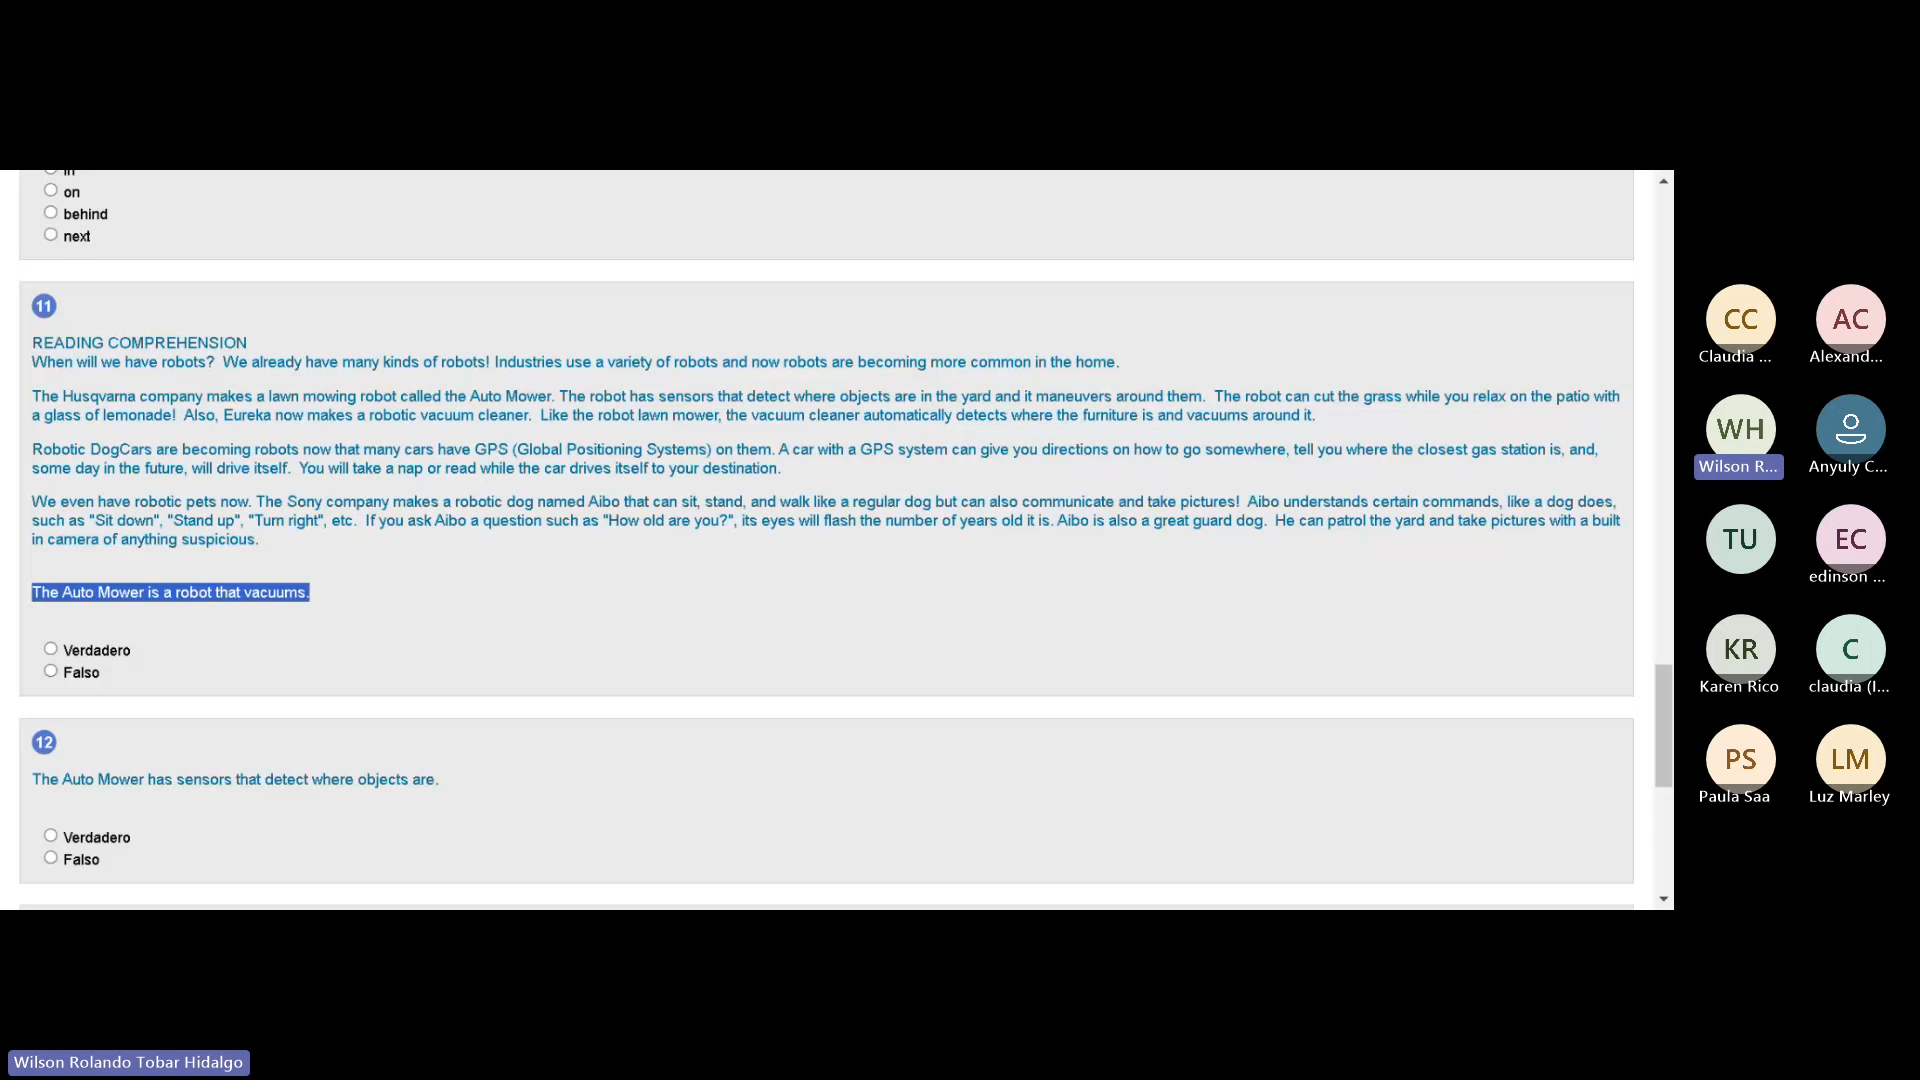 in
on
behind
next
11
READING COMPREHENSION
When will we have robots?  We already have many kinds of robots! Industries use a variety of robots and now robots are becoming more common in the home.
The Husqvarna company makes a lawn mowing robot called the Auto Mower. The robot has sensors that detect where objects are in the yard and it maneuvers around them.  The robot can cut the grass while you relax on the patio with
a glass of lemonade!  Also, Eureka now makes a robotic vacuum cleaner.  Like the robot lawn mower, the vacuum cleaner automatically detects where the furniture is and vacuums around it.
Robotic DogCars are becoming robots now that many cars have GPS (Global Positioning Systems) on them. A car with a GPS system can give you directions on how to go somewhere, tell you where the closest gas station is, and,
some day in the future, will drive itself.  You will take a nap or read while the car drives itself to your destination.
We even have robotic pets now. The Sony company makes a robotic dog named Aibo that can sit, stand, and walk like a regular dog but can also communicate and take pictures!  Aibo understands certain commands, like a dog does,
such as "Sit down", "Stand up", "Turn right", etc.  If you ask Aibo a question such as "How old are you?", its eyes will flash the number of years old it is. Aibo is also a great guard dog.  He can patrol the yard and take pictures with a built
in camera of anything suspicious.
The Auto Mower is a robot that vacuums.
Verdadero
Falso
12
The Auto Mower has sensors that detect where objects are.
Verdadero
Falso
CC
Claudia ...
AC
Alexand...
WH
Wilson R...
Anyuly C...
TU
EC
edinson ...
KR
Karen Rico
C
claudia (I...
PS
Paula Saa
LM
Luz Marley
Wilson Rolando Tobar Hidalgo